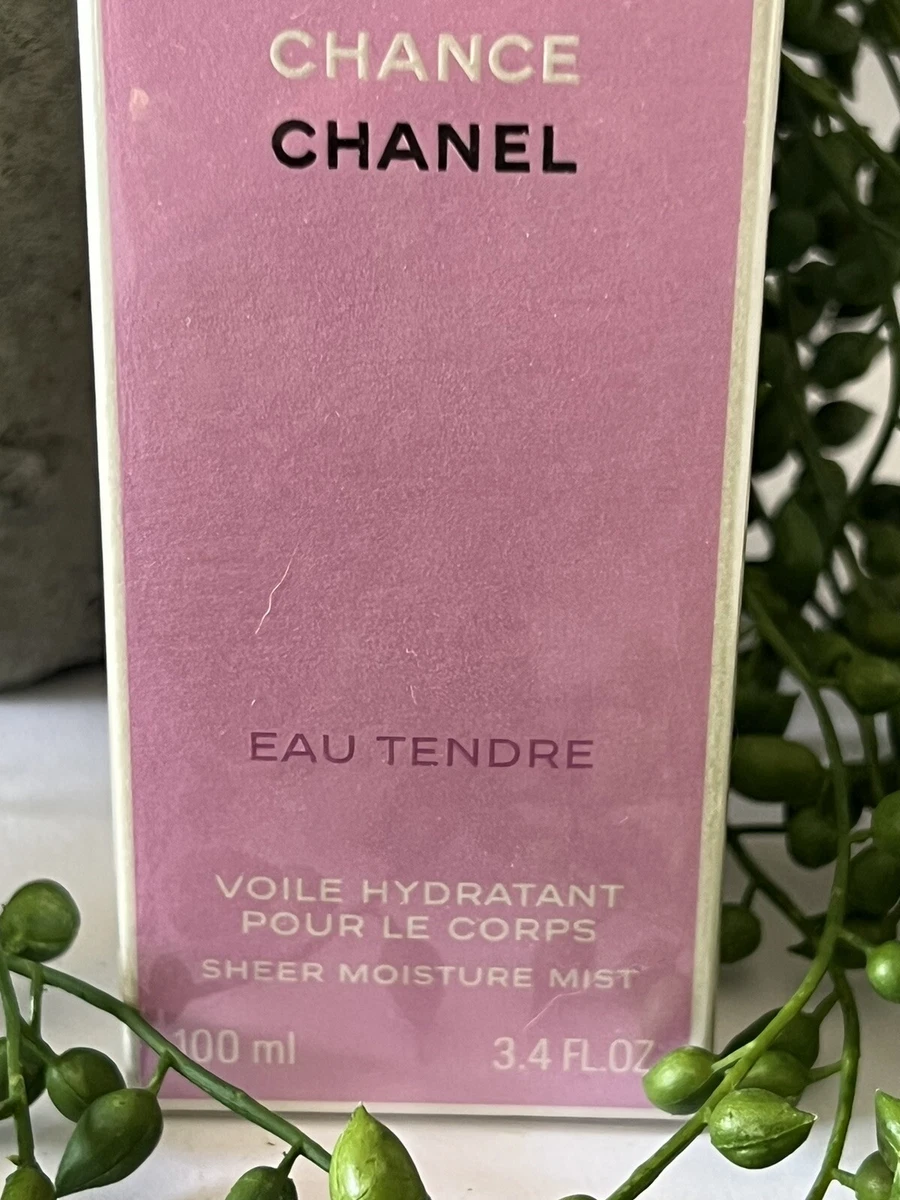 CHANCE
CHANEL
EAU TENDRE
VOILE HYDRATANT
POUR LE CORPS
SHEER MOISTURE MIST
100 ml 3.4 FL.OZ